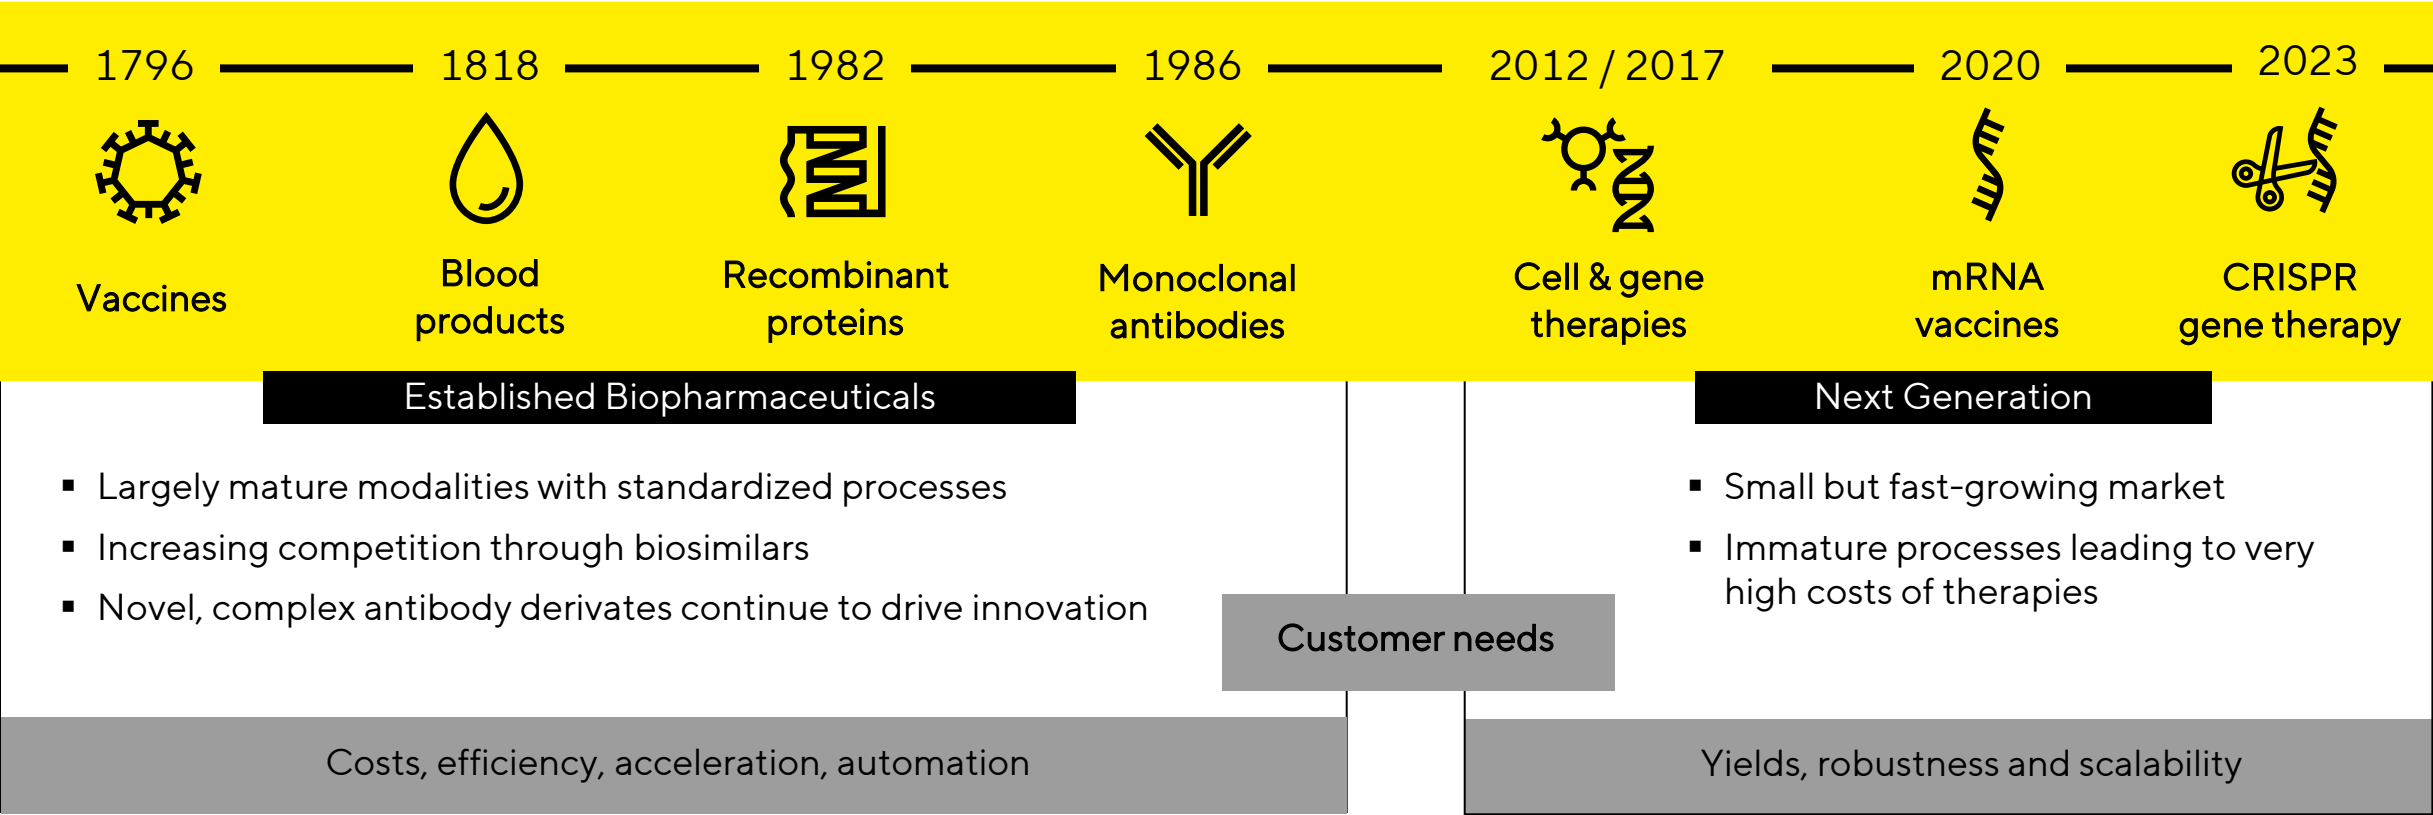 1796
1818
1982
1986
2012 / 2017
2020
2023
Vaccines
Blood
products
Recombinant
proteins
Monoclonal
antibodies
Cell & gene
therapies
mRNA
vaccines
CRISPR
gene therapy
Established Biopharmaceuticals
▪ Largely mature modalities with standardized processes
▪ Increasing competition through biosimilars
▪ Novel, complex antibody derivates continue to drive innovation
Next Generation
▪ Small but fast-growing market
▪ Immature processes leading to very
high costs of therapies
Customer needs
Costs, efficiency, acceleration, automation
Yields, robustness and scalability